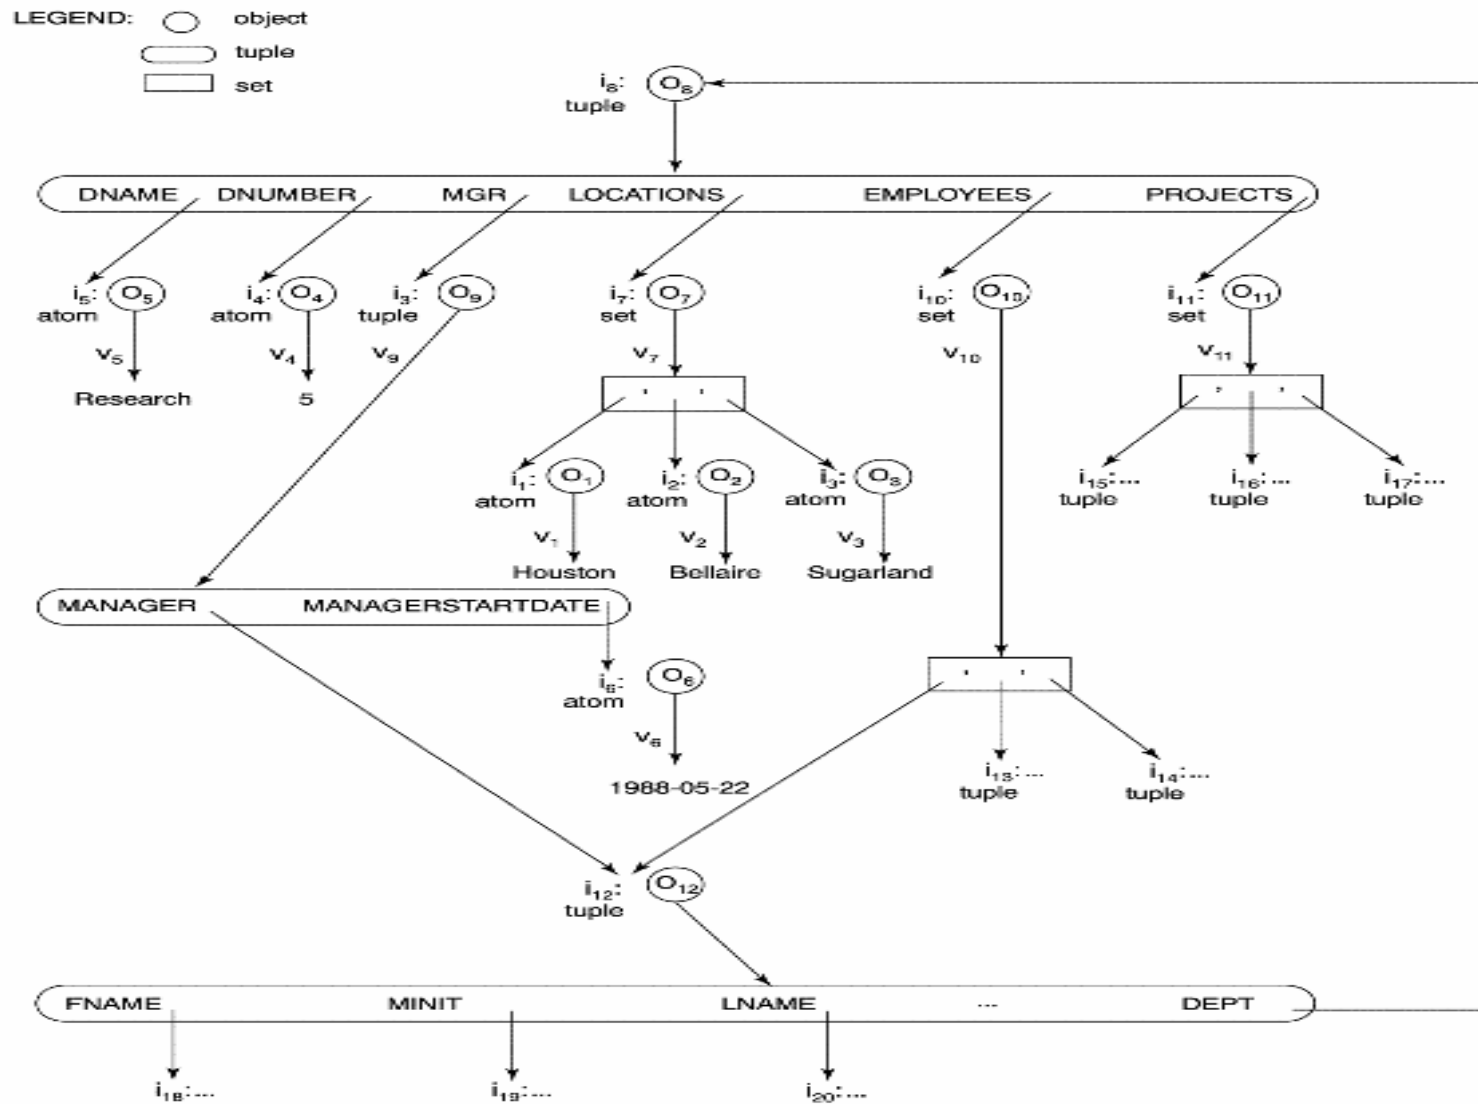 LEGEND: object
tuple
set
i8: O8
tuple
DNAME DNUMBER MGR LOCATIONS EMPLOYEES PROJECTS
i5: O5 i4: O4 i3: O9 i7: O7 i10: O10 i11: O11
atom atom tuple set set set
v5 v4 v9 v7 v10 v11
Research 5
' ' , ,
i1: O1 i2: O2 i3: O3 i15:... i16:... i17:...
atom atom atom tuple tuple tuple
v1 v2 v3
Houston Bellaire Sugarland
MANAGER MANAGERSTARTDATE
i6: O6
atom
' '
v6
1988-05-22
i13:... i14:...
tuple tuple
i12: O12
tuple
FNAME MINIT LNAME ... DEPT
i18:... i19:... i20:...